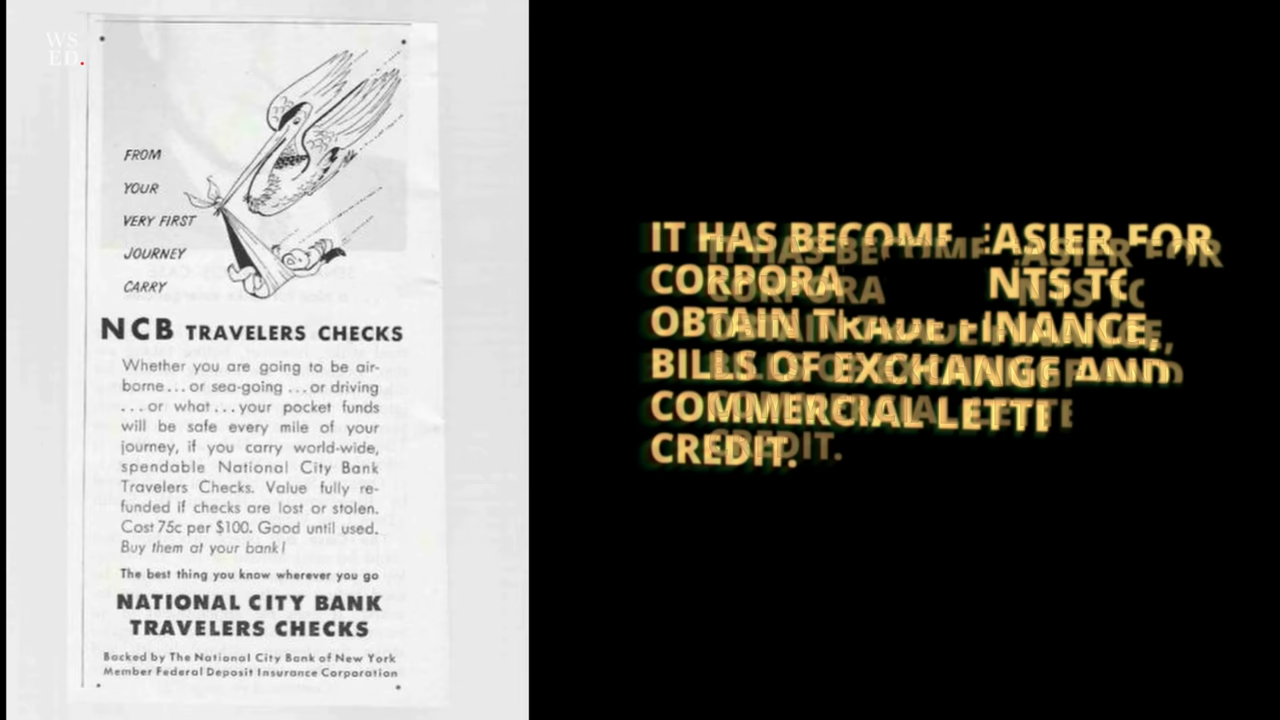 WS
ED.
FROM
YOUR
VERY FIRST
JOURNEY
CARRY
NCB TRAVELERS CHECKS
Whether you are going to be air-
borne... or sea-going ... or driving
... or what ... your pocket funds
will be safe every mile of your
journey, if you carry world-wide,
spendable National City Bank
Travelers Checks. Value fully re-
funded if checks are lost or stolen.
Cost 75c per $100. Good until used.
Buy them at your bank!
The best thing you know wherever you go
NATIONAL CITY BANK
TRAVELERS CHECKS
Backed by The National City Bank of New York
Member Federal Deposit Insurance Corporation
IT HAS BECOME EASIER FOR
TO
OBTAIN TRADE FINANCE,
BILLS OF EXCHANGE AND
COMMERCIAL
CREDIT.